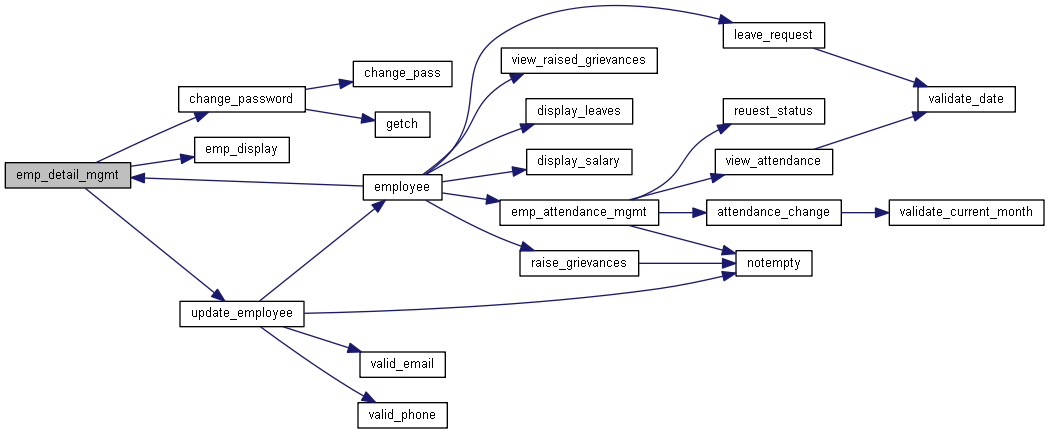 leave_request
view_raised_grievances
change_pass
change_password
validate_date
display_leaves
reuest_status
getch
emp_display
display_salary
view_attendance
emp_detail_mgmt
employee
emp_attendance_mgmt
attendance_change
validate_current_month
raise_grievances
notempty
update_employee
valid_email
valid_phone